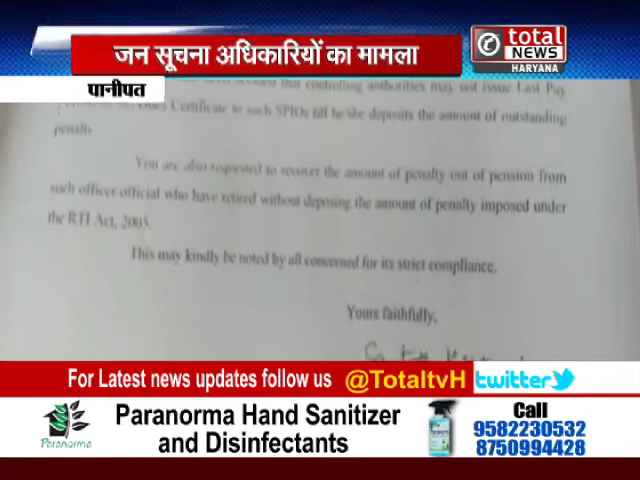 जन सूचना अधिकारियों का मामला
total
NEWS
HARYANA
पानीपत
that controlling authorities may not issue Last Pay
Certificate to such SPIOs till he/she deposits the amount of outstanding
penalty
You are also requested to recover the amount of penalty out of pension from
such officer official who have retired without deposing the amount of penalty imposed under
the RTI Act, 2005.
This may kindly be noted by all concerned for its strict compliance.
Yours faithfully,
For Latest news updates follow us @TotaltvH twitter
Paranorma
Paranorma Hand Sanitizer
and Disinfectants
Call
9582230532
8750994428